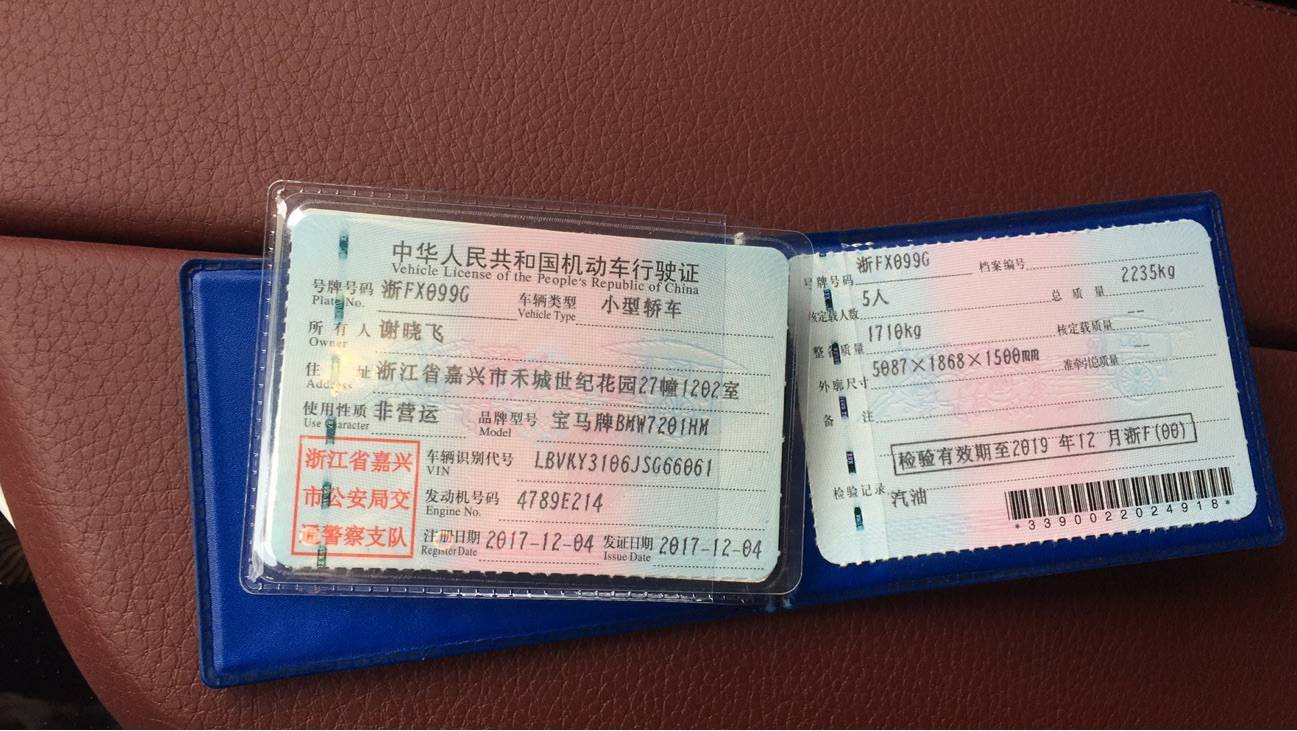 中华人民共和国机动车行驶证
Vehicle License of the People's Republic of China
号牌号码 浙FX099G 车辆类型 小型轿车
Plate No. Vehicle Type
所有人 谢晓飞
Owner
住址 浙江省嘉兴市禾城世纪花园27幢1202室
Address
使用性质 非营运 品牌型号 宝马牌BMW7201HM
Use Character Model
浙江省嘉兴
市公安局交
通警察支队
车辆识别代号 LBVKY3106JSG66061
VIN
发动机号码 4789E214
Engine No.
注册日期 2017-12-04 发证日期 2017-12-04
Register Date Issue Date
号牌号码 浙FX099G 档案编号
核定载人数 5人 总质量 2235kg
整备质量 1710kg 核定载质量 --
外廓尺寸 5087×1868×1500mm 准牵引总质量 --
备注
检验有效期至2019年12月浙F(00)
检验记录 汽油
*3390022024918*